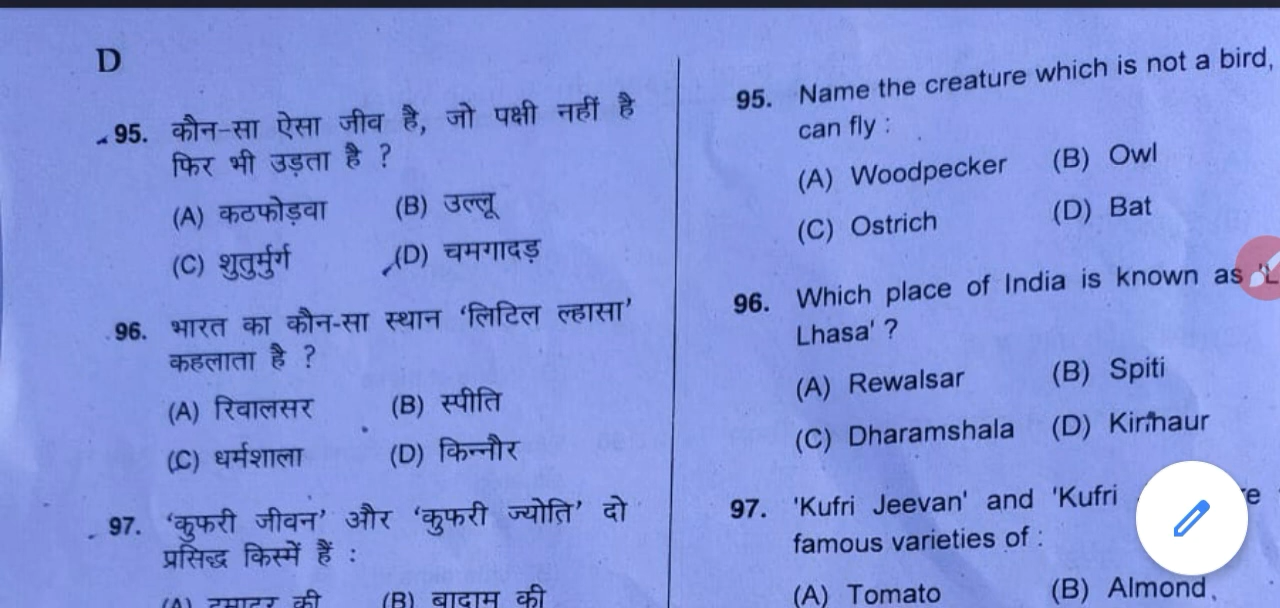 D
95. कौन-सा ऐसा जीव है, जो पक्षी नहीं है
फिर भी उड़ता है ?
(A) कठफोड़वा (B) उल्लू
(C) शुतुर्मुर्ग (D) चमगादड़
96. भारत का कौन-सा स्थान 'लिटिल ल्हासा'
कहलाता है ?
(A) रिवालसर (B) स्पीति
(C) धर्मशाला (D) किन्नौर
97. 'कुफरी जीवन' और 'कुफरी ज्योति' दो
प्रसिद्ध किस्में हैं :
(A) टमाटर की (B) बादाम की
95. Name the creature which is not a bird,
can fly :
(A) Woodpecker (B) Owl
(C) Ostrich (D) Bat
96. Which place of India is known as 'L
Lhasa' ?
(A) Rewalsar (B) Spiti
(C) Dharamshala (D) Kinnaur
97. 'Kufri Jeevan' and 'Kufri
famous varieties of :
(A) Tomato (B) Almond